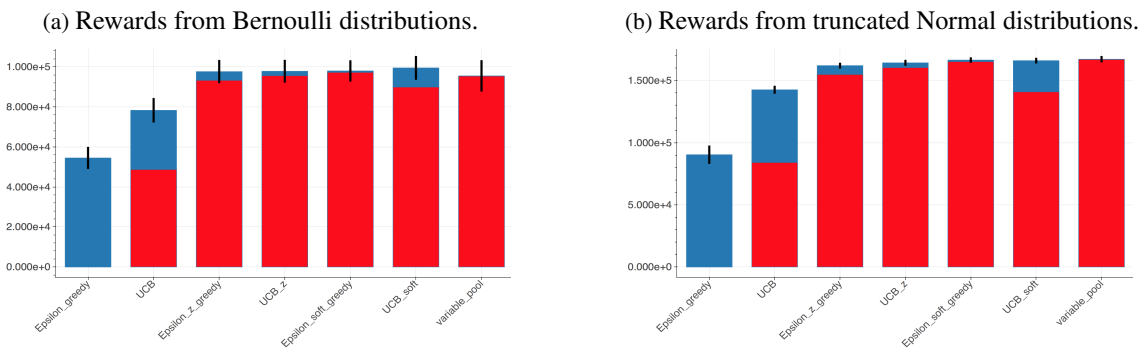 (a) Rewards from Bernoulli distributions.
1.000e+5
8.000e+4
6.000e+4
4.000e+4
2.000e+4
0.000e+0
Epsilon_greedy
UCB
Epsilon_z_greedy
UCB_z
Epsilon_soft_greedy
UCB_soft
variable_pool
(b) Rewards from truncated Normal distributions.
1.500e+5
1.000e+5
5.000e+4
0.000e+0
Epsilon_greedy
UCB
Epsilon_z_greedy
UCB_z
Epsilon_soft_greedy
UCB_soft
variable_pool